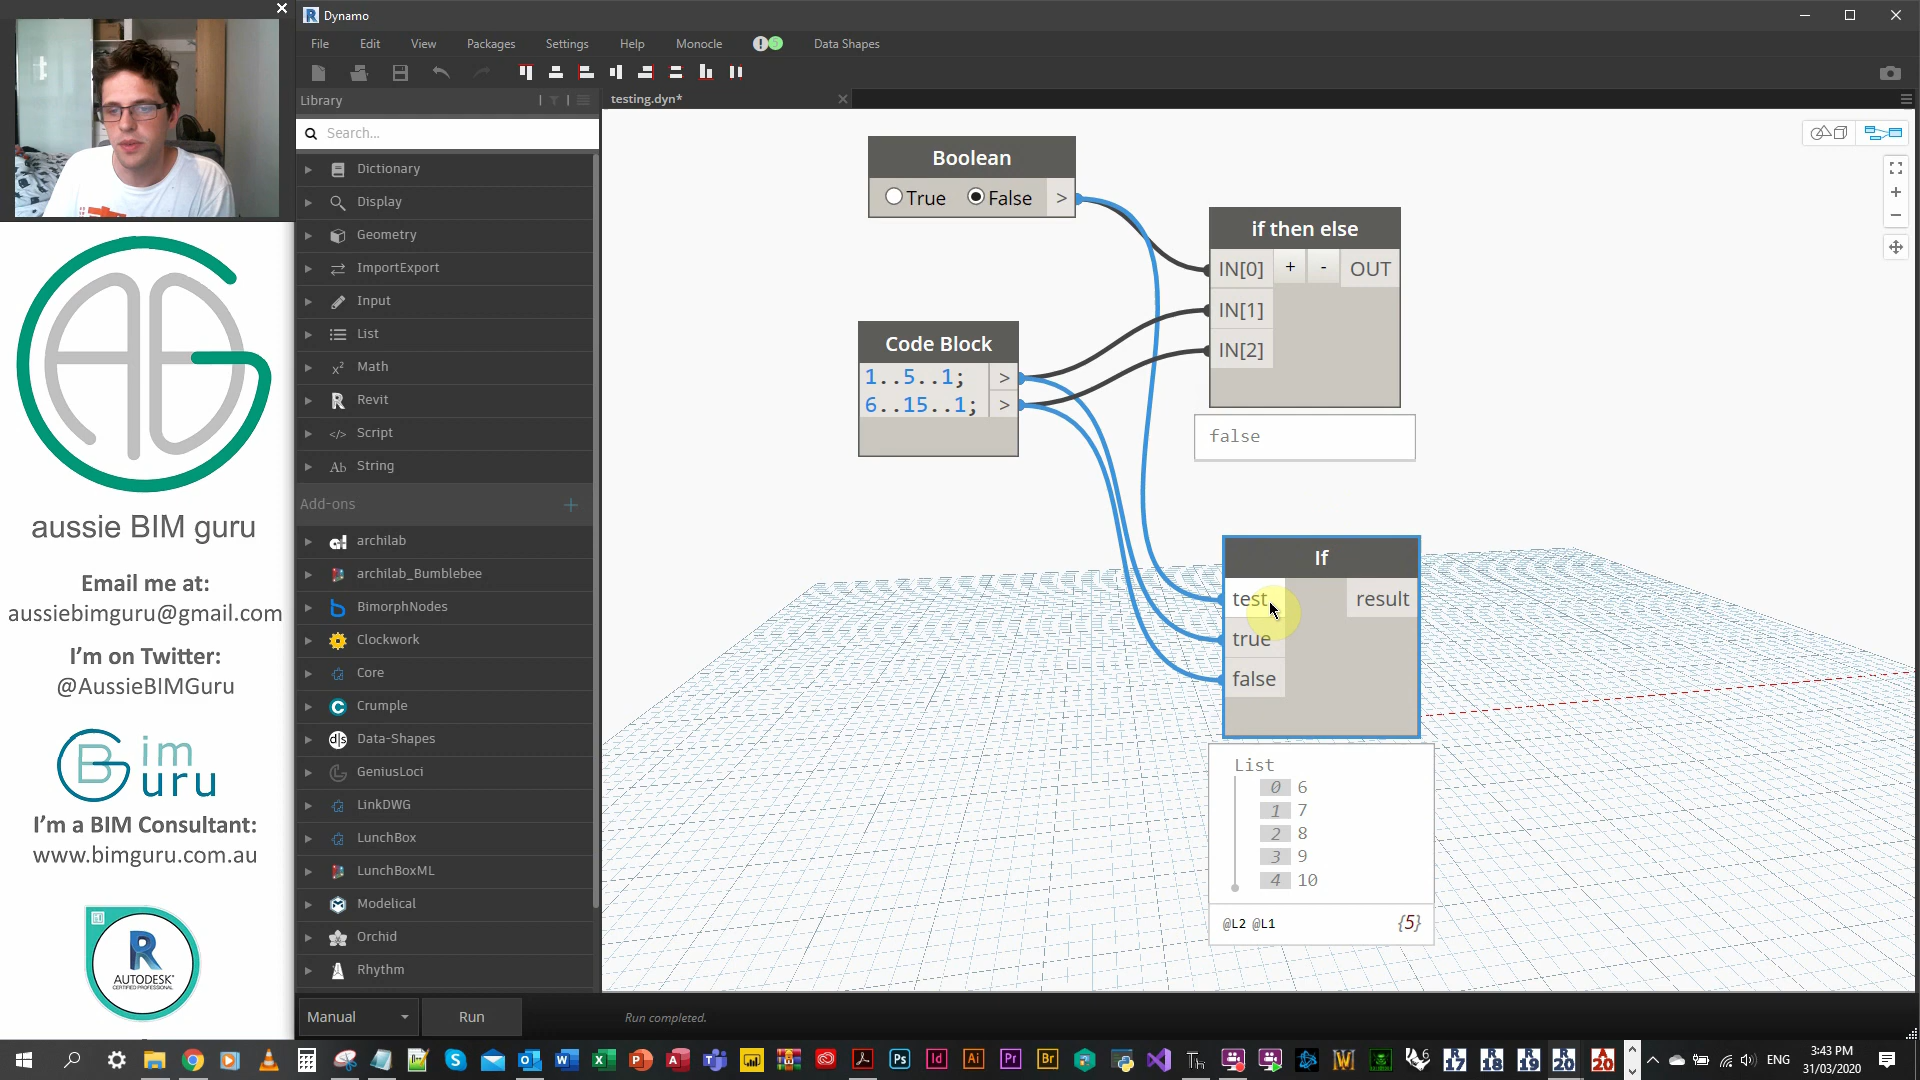 Dynamo
File Edit View Packages Settings Help Monocle Data Shapes
Library
testing.dyn*
Search...
Dictionary
Display
Geometry
ImportExport
Input
List
Math
Revit
Script
String
Add-ons
archilab
archilab_Bumblebee
BimorphNodes
Clockwork
Core
Crumple
Data-Shapes
GeniusLoci
LinkDWG
LunchBox
LunchBoxML
Modelical
Orchid
Rhythm
Manual
Run
Run completed.
Boolean
True False >
Code Block
1..5..1; >
6..15..1; >
if then else
IN[0] + - OUT
IN[1]
IN[2]
false
If
test result
true
false
List
0 6
1 7
2 8
3 9
4 10
@L2 @L1 {5}
aussie BIM guru
Email me at:
aussiebimguru@gmail.com
I'm on Twitter:
@AussieBIMGuru
Bim
Guru
I'm a BIM Consultant:
www.bimguru.com.au
R
AUTODESK
CERTIFIED PROFESSIONAL
ENG
3:43 PM
31/03/2020